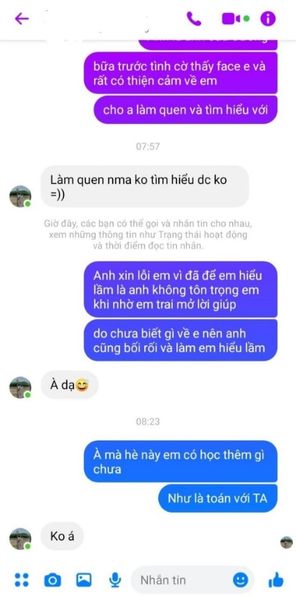 bữa trước tình cờ thấy face e và
rất có thiện cảm về em
cho a làm quen và tìm hiểu với
07:57
Làm quen nma ko tìm hiểu dc ko
=))
Giờ đây, các bạn có thể gọi và nhắn tin cho nhau,
xem những thông tin như Trạng thái hoạt động
và thời điểm đọc tin nhắn.
Anh xin lỗi em vì đã để em hiểu
lầm là anh không tôn trọng em
khi nhờ em trai mở lời giúp
do chưa biết gì về e nên anh
cũng bối rối và làm em hiểu lầm
À dạ😅
08:23
À mà hè này em có học thêm gì
chưa
Như là toán với TA
Ko á
Nhắn tin